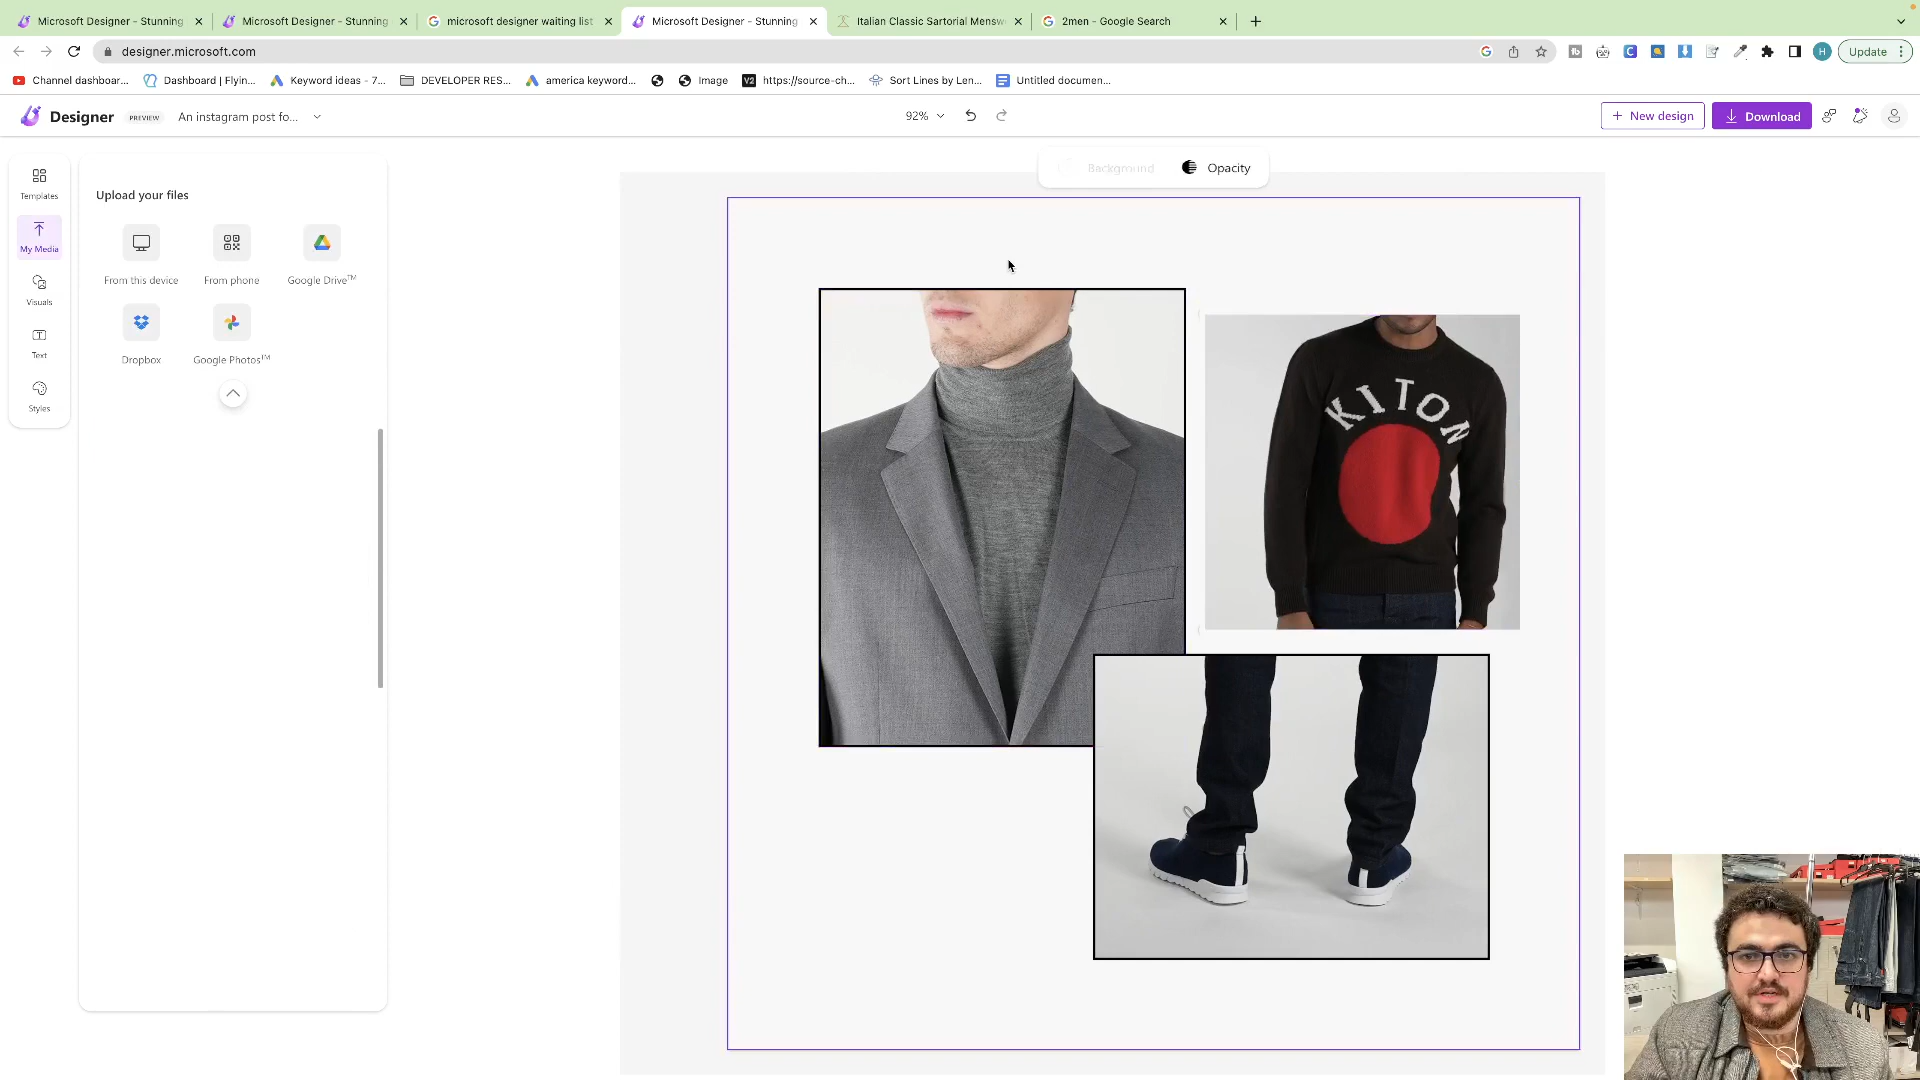 Microsoft Designer - Stunning
Microsoft Designer - Stunning
microsoft designer waiting list
Microsoft Designer - Stunning
Italian Classic Sartorial Mensw
2men - Google Search
designer.microsoft.com
H
Update
Channel dashboar...
Dashboard | Flyin...
Keyword ideas - 7...
DEVELOPER RES...
america keyword...
Image
V2
https://source-ch...
Sort Lines by Len...
Untitled documen...
Designer
PREVIEW
An instagram post fo...
92%
New design
Download
Background
Opacity
Templates
My Media
Visuals
Text
Styles
Upload your files
From this device
From phone
Google Drive™
Dropbox
Google Photos™
KITON